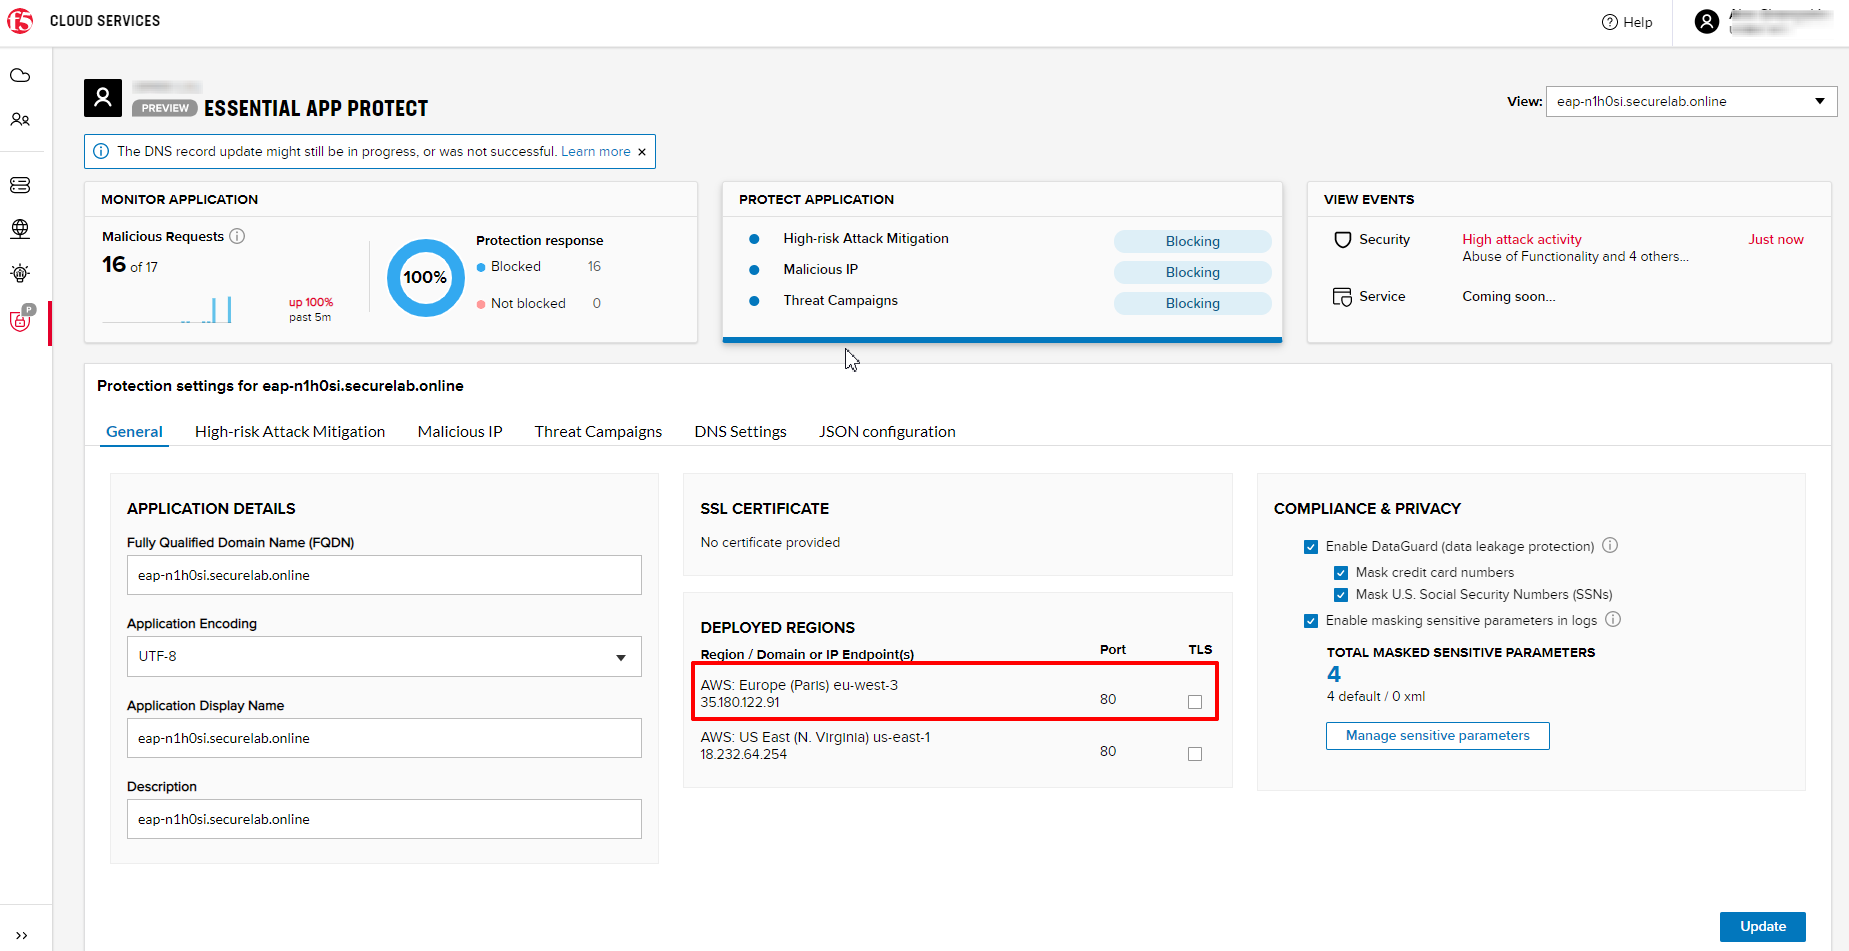 f5 CLOUD SERVICES
Help
PREVIEW ESSENTIAL APP PROTECT
View: eap-n1h0si.securelab.online
The DNS record update might still be in progress, or was not successful. Learn more ×
MONITOR APPLICATION
Malicious Requests
16 of 17
up 100%
past 5m
100%
Protection response
Blocked 16
Not blocked 0
PROTECT APPLICATION
High-risk Attack Mitigation Blocking
Malicious IP Blocking
Threat Campaigns Blocking
VIEW EVENTS
Security High attack activity Just now
Abuse of Functionality and 4 others...
Service Coming soon...
P
Protection settings for eap-n1h0si.securelab.online
General High-risk Attack Mitigation Malicious IP Threat Campaigns DNS Settings JSON configuration
APPLICATION DETAILS
Fully Qualified Domain Name (FQDN)
eap-n1h0si.securelab.online
Application Encoding
UTF-8
Application Display Name
eap-n1h0si.securelab.online
Description
eap-n1h0si.securelab.online
SSL CERTIFICATE
No certificate provided
DEPLOYED REGIONS
Region / Domain or IP Endpoint(s) Port TLS
AWS: Europe (Paris) eu-west-3
35.180.122.91 80
AWS: US East (N. Virginia) us-east-1
18.232.64.254 80
COMPLIANCE & PRIVACY
Enable DataGuard (data leakage protection)
Mask credit card numbers
Mask U.S. Social Security Numbers (SSNs)
Enable masking sensitive parameters in logs
TOTAL MASKED SENSITIVE PARAMETERS
4
4 default / 0 xml
Manage sensitive parameters
Update